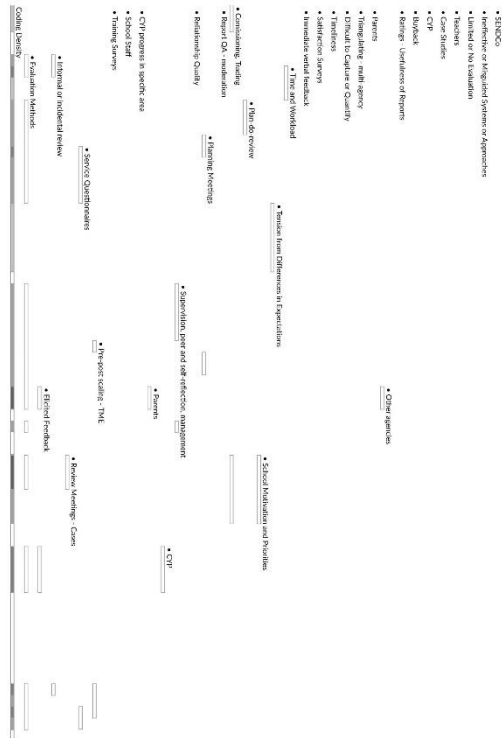 • SENDCo
• Ineffective or Misguided Systems or Approaches
• Limited or No Evaluation
• Teachers
• Case Studies
• CYP
• Buyback
• Ratings - Usefulness of Reports
• Other agencies
• Parents
• Triangulating - multi agency
• Difficult to Capture or Quantify
• Timeliness
• Satisfaction Surveys
• Immediate verbal feedback
• Time and Workload
• Tension from Differences in Expectations
• School Motivation and Priorities
• Plan do review
• Comissioning, Trading
• Report QA - moderation
• Planning Meetings
• Relationship Quality
• Supervision, peer and self-reflection, management
• CYP
• Parents
• CYP progress in specific area
• School Staff
• Training Surveys
• Pre-post scaling - TME
• Service Questionnaires
• Review Meetings - Cases
• Informal or incidental review
• Elicited Feedback
• Evaluation Methods
Coding Density